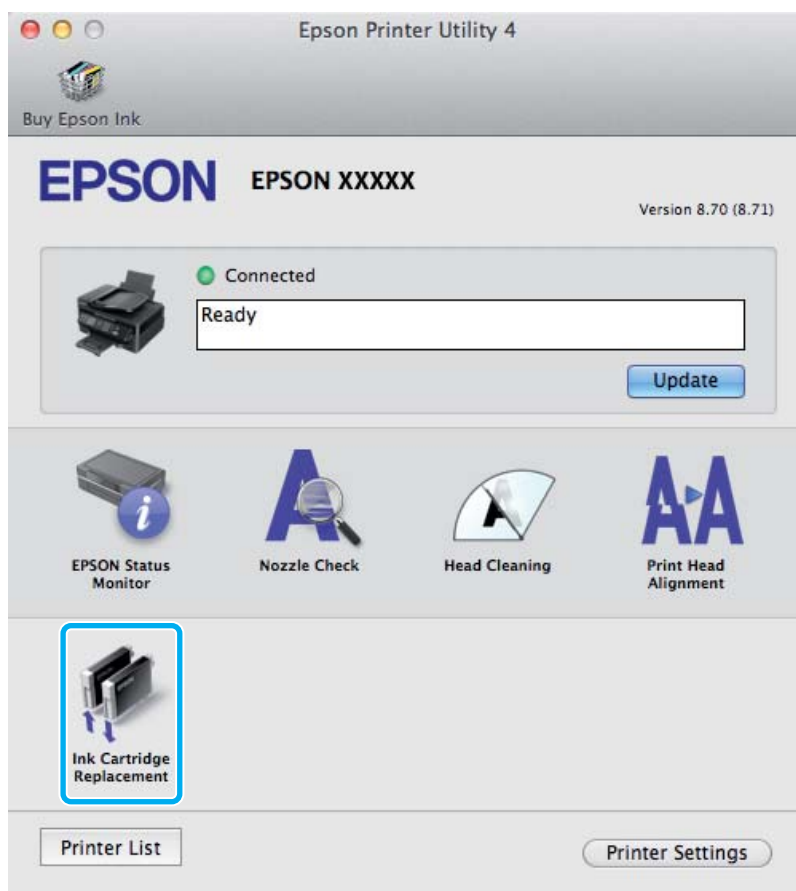 Epson Printer Utility 4
Buy Epson Ink
EPSON EPSON XXXXX
Version 8.70 (8.71)
Connected
Ready
Update
EPSON Status
Monitor
Nozzle Check
Head Cleaning
Print Head
Alignment
Ink Cartridge
Replacement
Printer List
Printer Settings